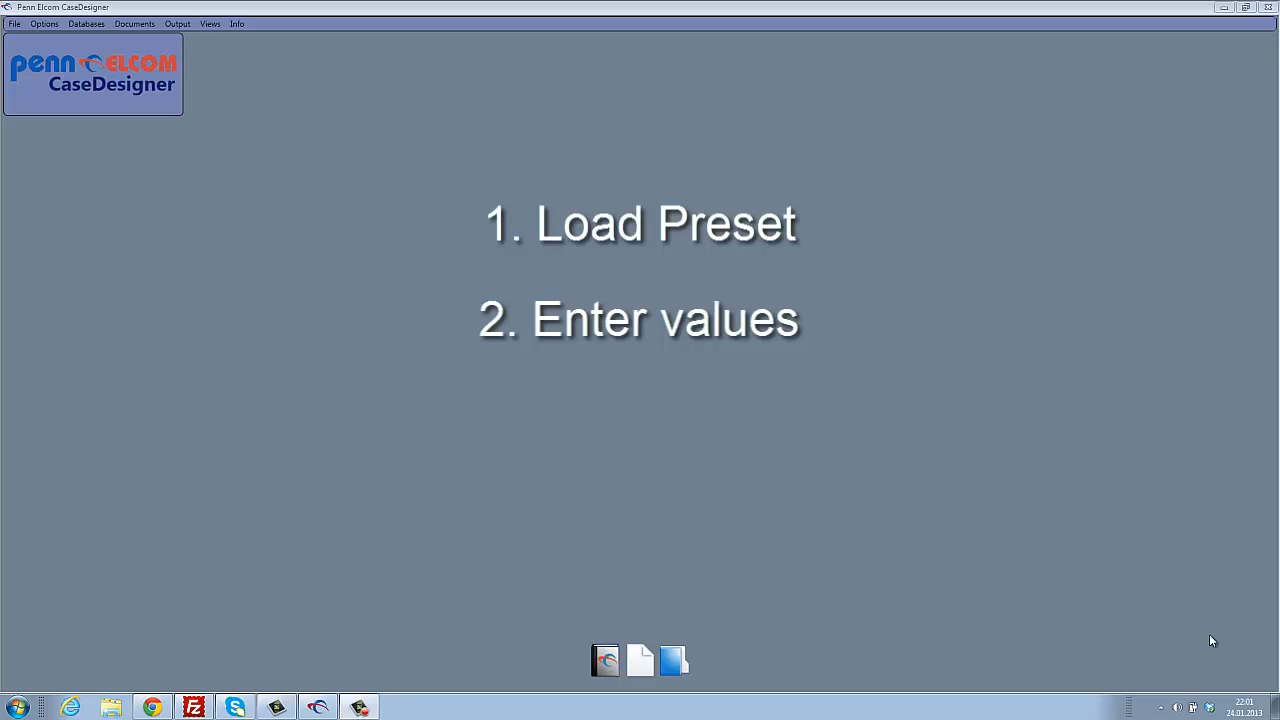 Penn Elcom CaseDesigner
File Options Databases Documents Output Views Info
penn ELCOM
CaseDesigner
1. Load Preset
2. Enter values
22:01
24.01.2013